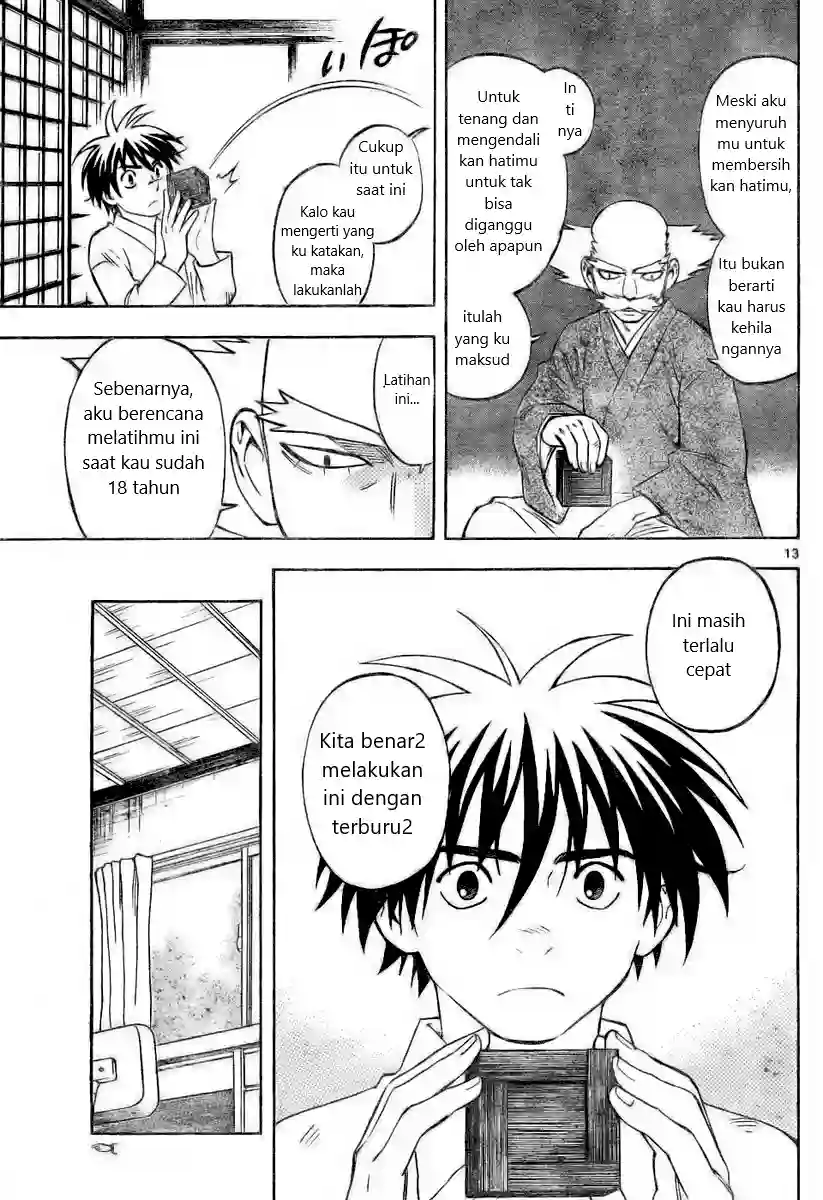 Meski aku
menyuruh
mu untuk
membersih
kan hatimu,
Itu bukan
berarti
kau harus
kehila
ngannya
In
ti
nya
Untuk
tenang dan
mengendali
kan hatimu
untuk tak
bisa
diganggu
oleh apapun
itulah
yang ku
maksud
ぽい
Cukup
itu untuk
saat ini
Kalo kau
mengerti yang
ku katakan,
maka
lakukanlah
Latihan
ini...
Sebenarnya,
aku berencana
melatihmu ini
saat kau sudah
18 tahun
13
Ini masih
terlalu
cepat
Kita benar2
melakukan
ini dengan
terburu2